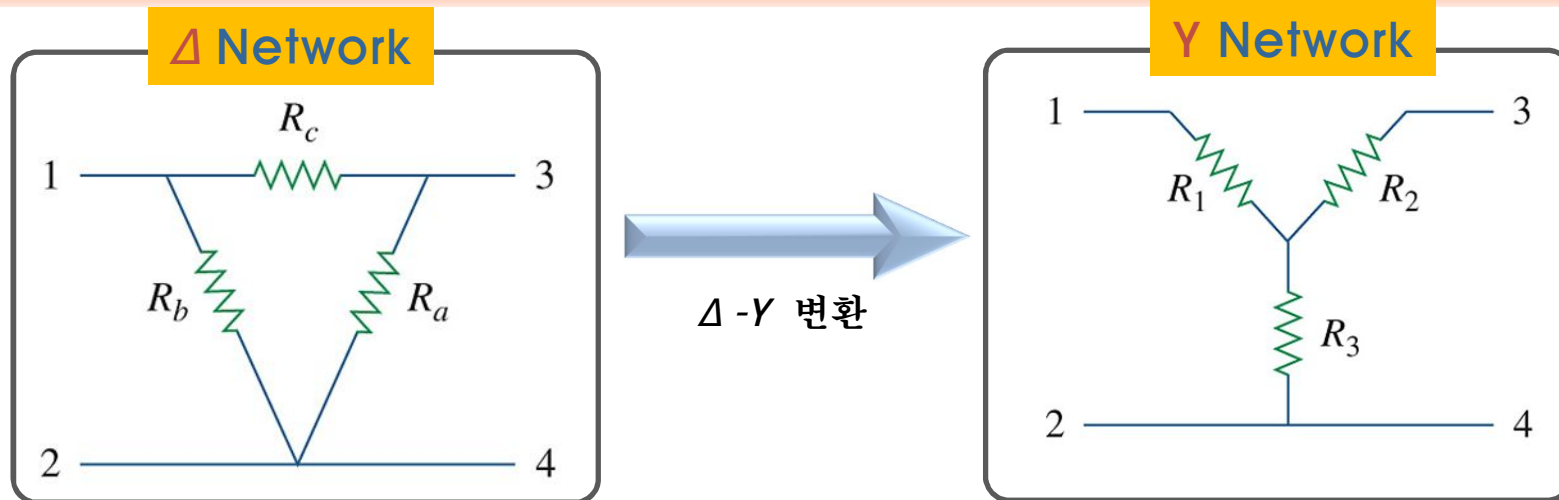 Δ Network
R_c
1
3
R_b
R_a
2
4
Δ -Y 변환
Y Network
1
3
R_1
R_2
R_3
2
4